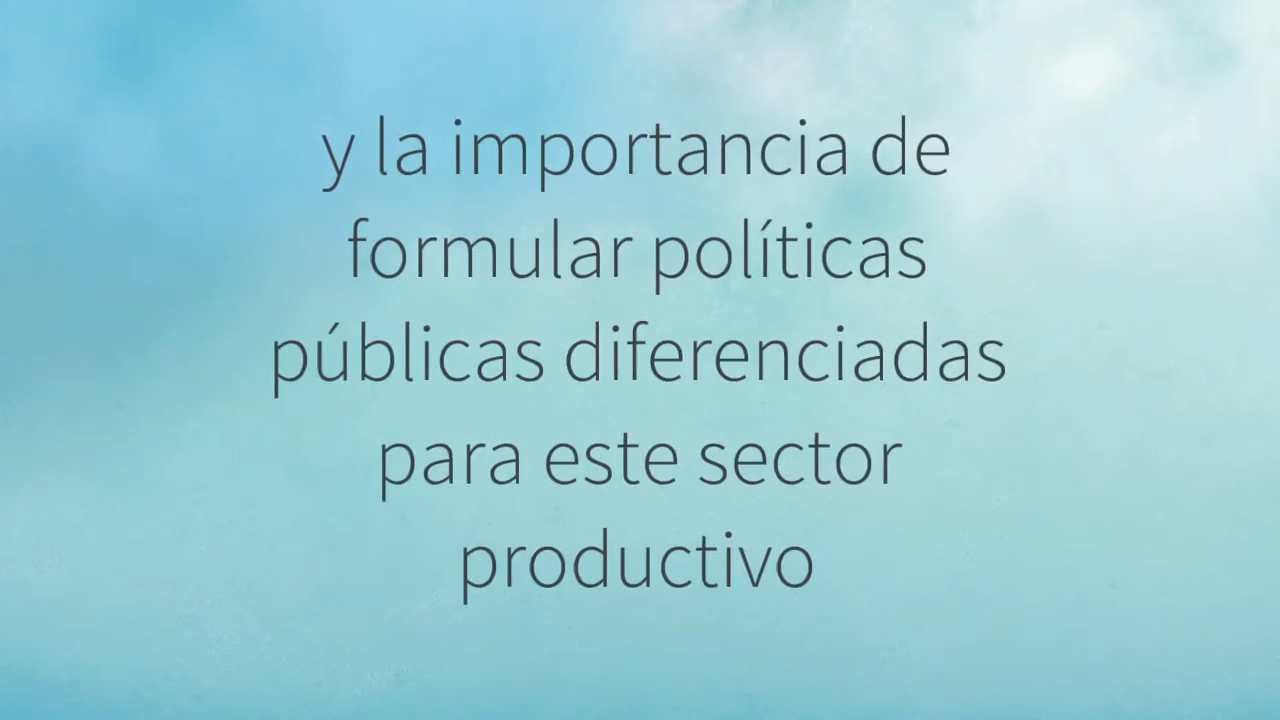 y la importancia de
formular políticas
públicas diferenciadas
para este sector
productivo